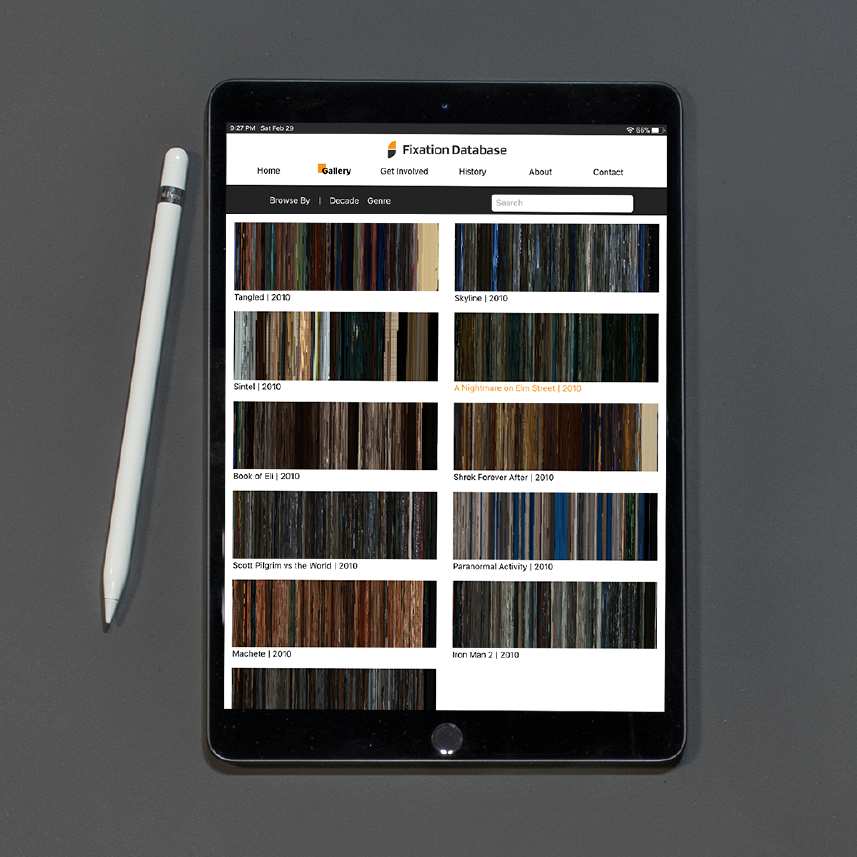 9:27 PM Sat Feb 29 66%
Fixation Database
Home Gallery Get Involved History About Contact
Browse By | Decade Genre Search
Tangled | 2010 Skyline | 2010
Sintel | 2010 A Nightmare on Elm Street | 2010
Book of Eli | 2010 Shrek Forever After | 2010
Scott Pilgrim vs the World | 2010 Paranormal Activity | 2010
Machete | 2010 Iron Man 2 | 2010